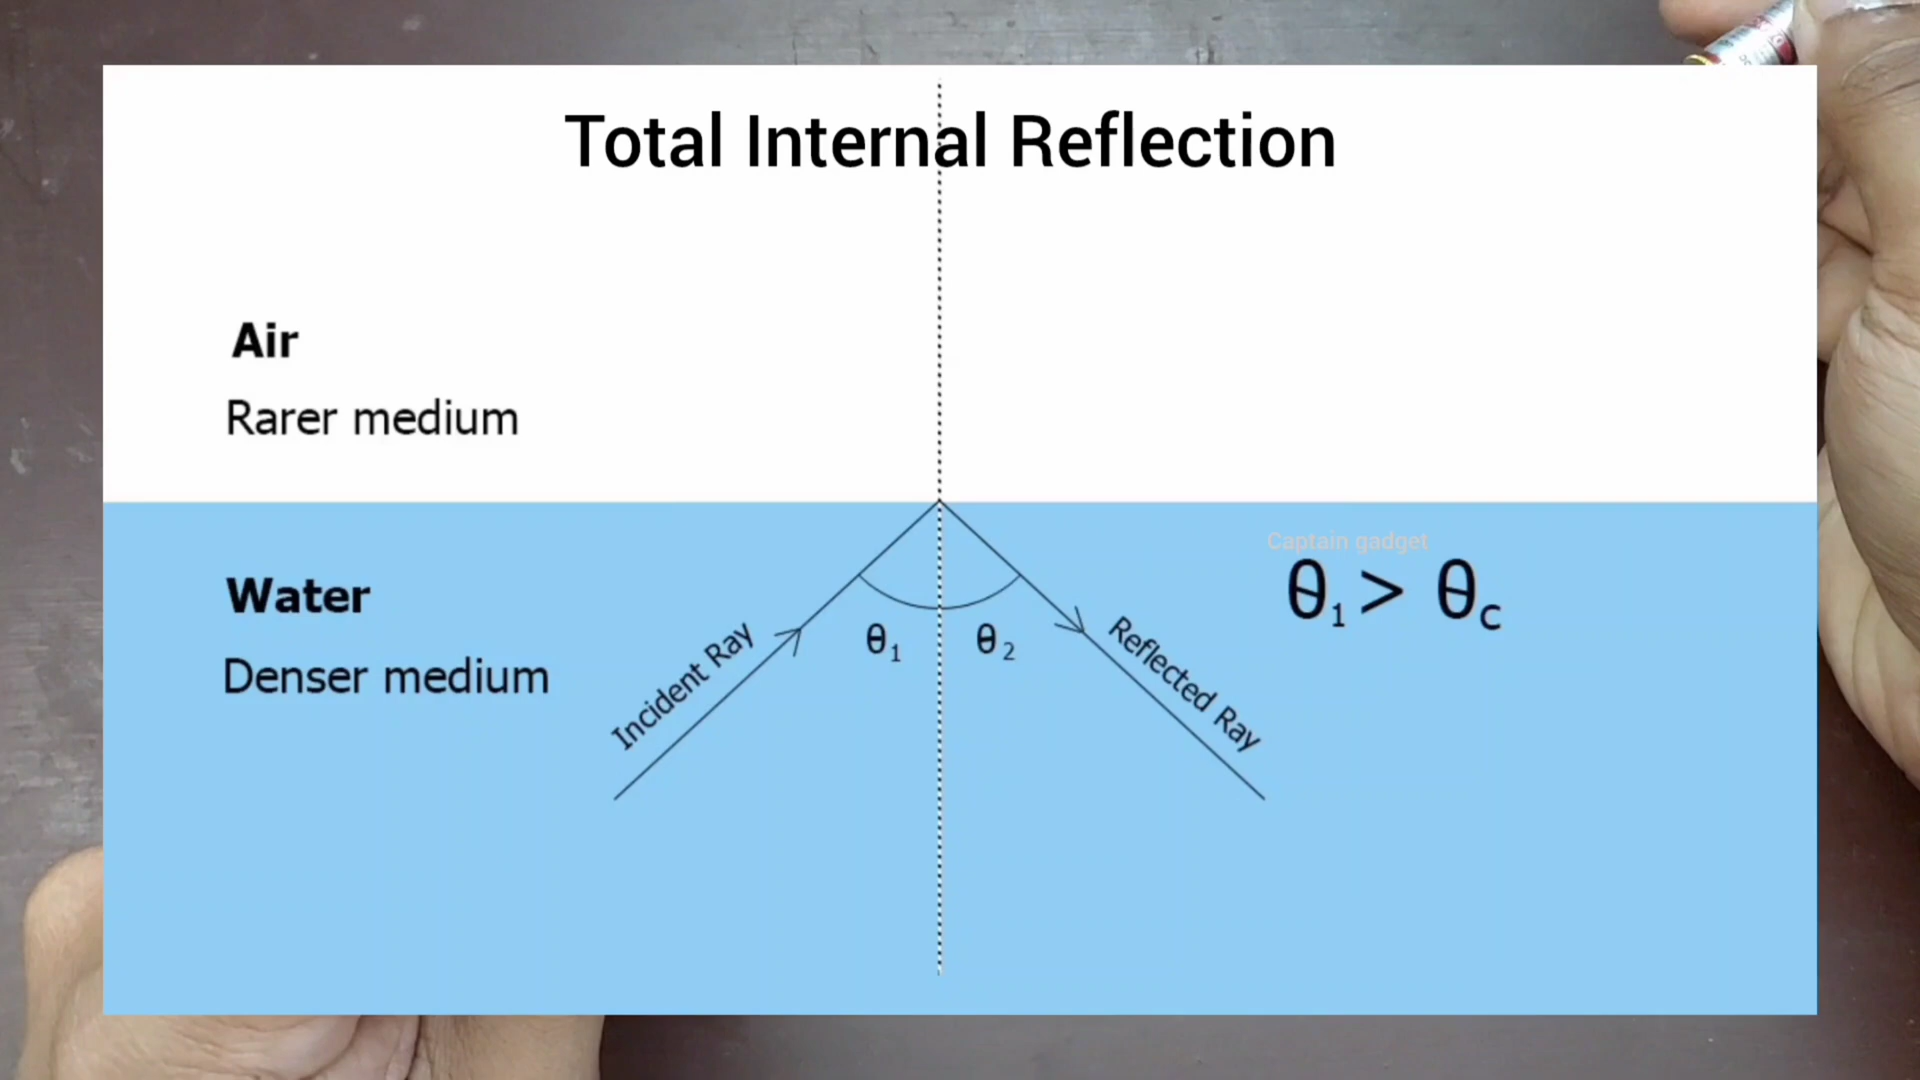 Total Internal Reflection
Air
Rarer medium
Captain gadget
θ₁ > θc
Water
Denser medium
Incident Ray
θ₁
θ₂
Reflected Ray